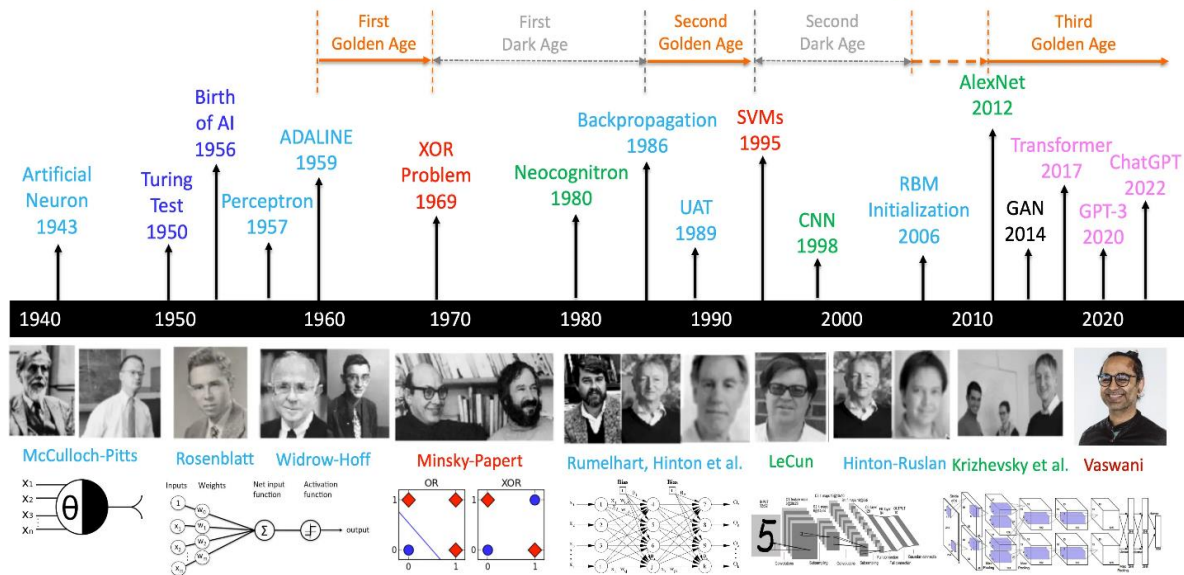 First
Golden Age
First
Dark Age
Second
Golden Age
Second
Dark Age
Third
Golden Age
Artificial
Neuron
1943
Turing
Test
1950
Birth
of AI
1956
Perceptron
1957
ADALINE
1959
XOR
Problem
1969
Neocognitron
1980
Backpropagation
1986
UAT
1989
SVMs
1995
CNN
1998
RBM
Initialization
2006
AlexNet
2012
GAN
2014
Transformer
2017
GPT-3
2020
ChatGPT
2022
1940 1950 1960 1970 1980 1990 2000 2010 2020
McCulloch-Pitts
Rosenblatt
Widrow-Hoff
Minsky-Papert
Rumelhart, Hinton et al.
LeCun
Hinton-Ruslan
Krizhevsky et al.
Vaswani
X1
X2
X3
Xn
θ
Inputs Weights Net input
function
Activation
function
1
Σ
output
OR XOR
1 1
0 0
0 1 0 1
5